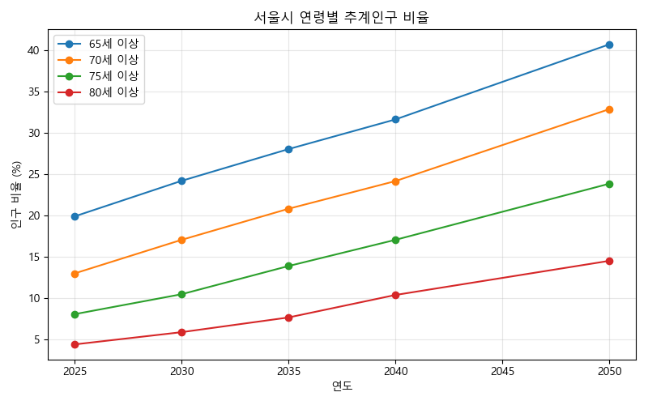 서울시 연령별 추계인구 비율
65세 이상
70세 이상
75세 이상
80세 이상
인구 비율 (%)
40
35
30
25
20
15
10
5
2025 2030 2035 2040 2045 2050
연도